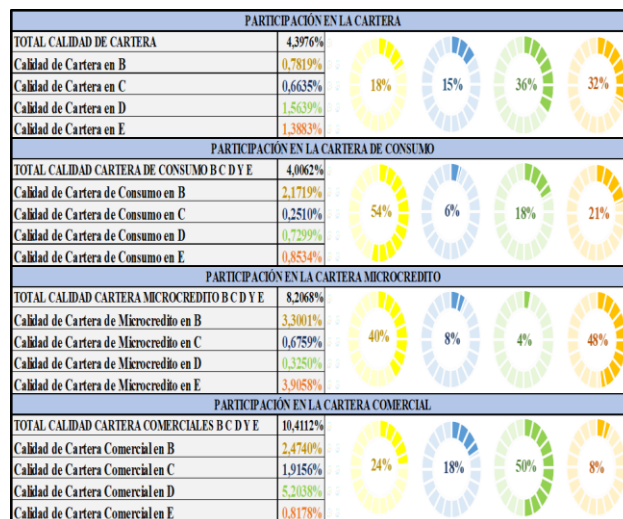 PARTICIPACIÓN EN LA CARTERA
TOTAL CALIDAD DE CARTERA 4,3976%
Calidad de Cartera en B 0,7819%
Calidad de Cartera en C 0,6635%
Calidad de Cartera en D 1,5639%
Calidad de Cartera en E 1,3883%
18% 15% 36% 32%
PARTICIPACIÓN EN LA CARTERA DE CONSUMO
TOTAL CALIDAD CARTERA DE CONSUMO B C D Y E 4,0062%
Calidad de Cartera de Consumo en B 2,1719%
Calidad de Cartera de Consumo en C 0,2510%
Calidad de Cartera de Consumo en D 0,7299%
Calidad de Cartera de Consumo en E 0,8534%
54% 6% 18% 21%
PARTICIPACIÓN EN LA CARTERA MICROCREDITO
TOTAL CALIDAD CARTERA MICROCREDITO B C D Y E 8,2068%
Calidad de Cartera de Microcredito en B 3,3001%
Calidad de Cartera de Microcredito en C 0,6759%
Calidad de Cartera de Microcredito en D 0,3250%
Calidad de Cartera de Microcredito en E 3,9058%
40% 8% 4% 48%
PARTICIPACIÓN EN LA CARTERA COMERCIAL
TOTAL CALIDAD CARTERA COMERCIALES B C D Y E 10,4112%
Calidad de Cartera Comercial en B 2,4740%
Calidad de Cartera Comercial en C 1,9156%
Calidad de Cartera Comercial en D 5,2038%
Calidad de Cartera Comercial en E 0,8178%
24% 18% 50% 8%